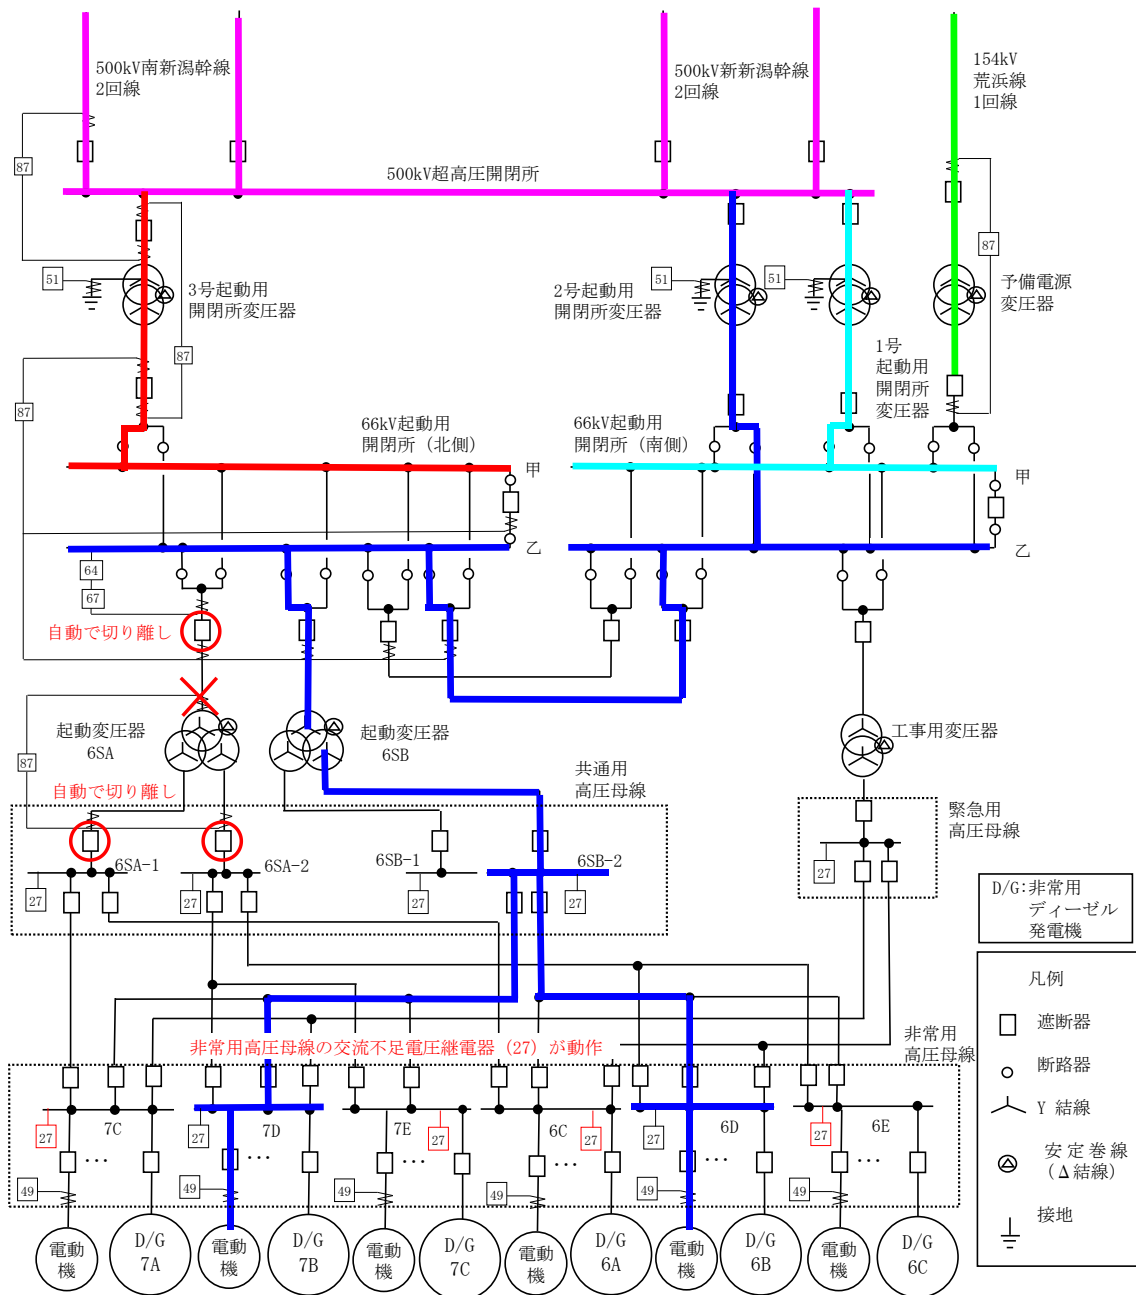 500kV南新潟幹線
2回線
500kV新新潟幹線
2回線
154kV
荒浜線
1回線
87
500kV超高圧開閉所
87
51
3号起動用
開閉所変圧器
51
2号起動用
開閉所変圧器
51
予備電源
変圧器
87
87
1号
起動用
開閉所
変圧器
66kV起動用
開閉所（北側）
66kV起動用
開閉所（南側）
甲
甲
乙
乙
64
67
自動で切り離し
起動変圧器
6SA
起動変圧器
6SB
工事用変圧器
87
自動で切り離し
共通用
高圧母線
緊急用
高圧母線
6SA-1
6SA-2
6SB-1
6SB-2
27
27
27
27
27
D/G:非常用
ディーゼル
発電機
凡例
遮断器
断路器
Y 結線
安定巻線
(Δ結線)
接地
非常用高圧母線の交流不足電圧継電器（27）が動作
非常用
高圧母線
27
7C
27
7D
7E
27
6C
27
27
6D
27
6E
...
...
...
...
...
...
49
49
49
49
49
49
電動
機
D/G
7A
電動
機
D/G
7B
電動
機
D/G
7C
電動
機
D/G
6A
電動
機
D/G
6B
電動
機
D/G
6C